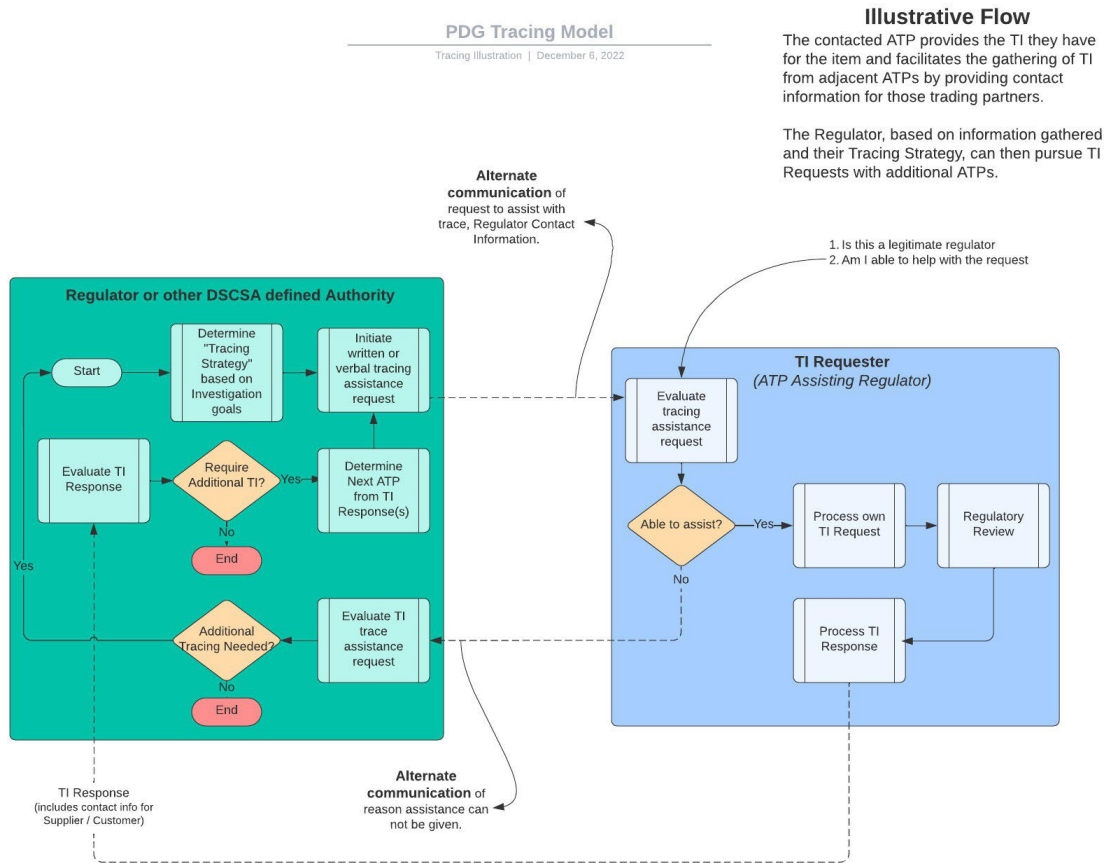 PDG Tracing Model
Tracing Illustration | December 6, 2022
Illustrative Flow
The contacted ATP provides the TI they have
for the item and facilitates the gathering of TI
from adjacent ATPs by providing contact
information for those trading partners.
The Regulator, based on information gathered
and their Tracing Strategy, can then pursue TI
Requests with additional ATPs.
Alternate
communication of
request to assist with
trace, Regulator Contact
Information.
1. Is this a legitimate regulator
2. Am I able to help with the request
Regulator or other DSCSA defined Authority
Start
Determine
"Tracing
Strategy"
based on
Investigation
goals
Initiate
written or
verbal tracing
assistance
request
Evaluate TI
Response
Require
Additional TI?
Yes
No
End
Determine
Next ATP
from TI
Response(s)
Yes
Additional
Tracing Needed?
No
End
Evaluate TI
trace
assistance
request
TI Requester
(ATP Assisting Regulator)
Evaluate
tracing
assistance
request
Able to assist?
Yes
No
Process own
TI Request
Regulatory
Review
Process TI
Response
TI Response
(includes contact info for
Supplier / Customer)
Alternate
communication of
reason assistance can
not be given.